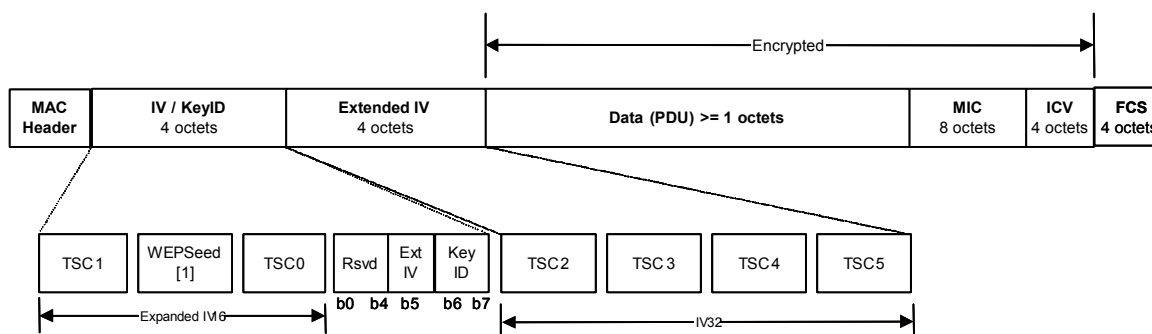 Encrypted
MAC Header
IV / KeyID
4 octets
Extended IV
4 octets
Data (PDU) >= 1 octets
MIC
8 octets
ICV
4 octets
FCS
4 octets
TSC1
WEPSeed
[1]
TSC0
Rsvd
Ext
IV
Key
ID
TSC2
TSC3
TSC4
TSC5
b0 b4 b5 b6 b7
Expanded IV16
IV32